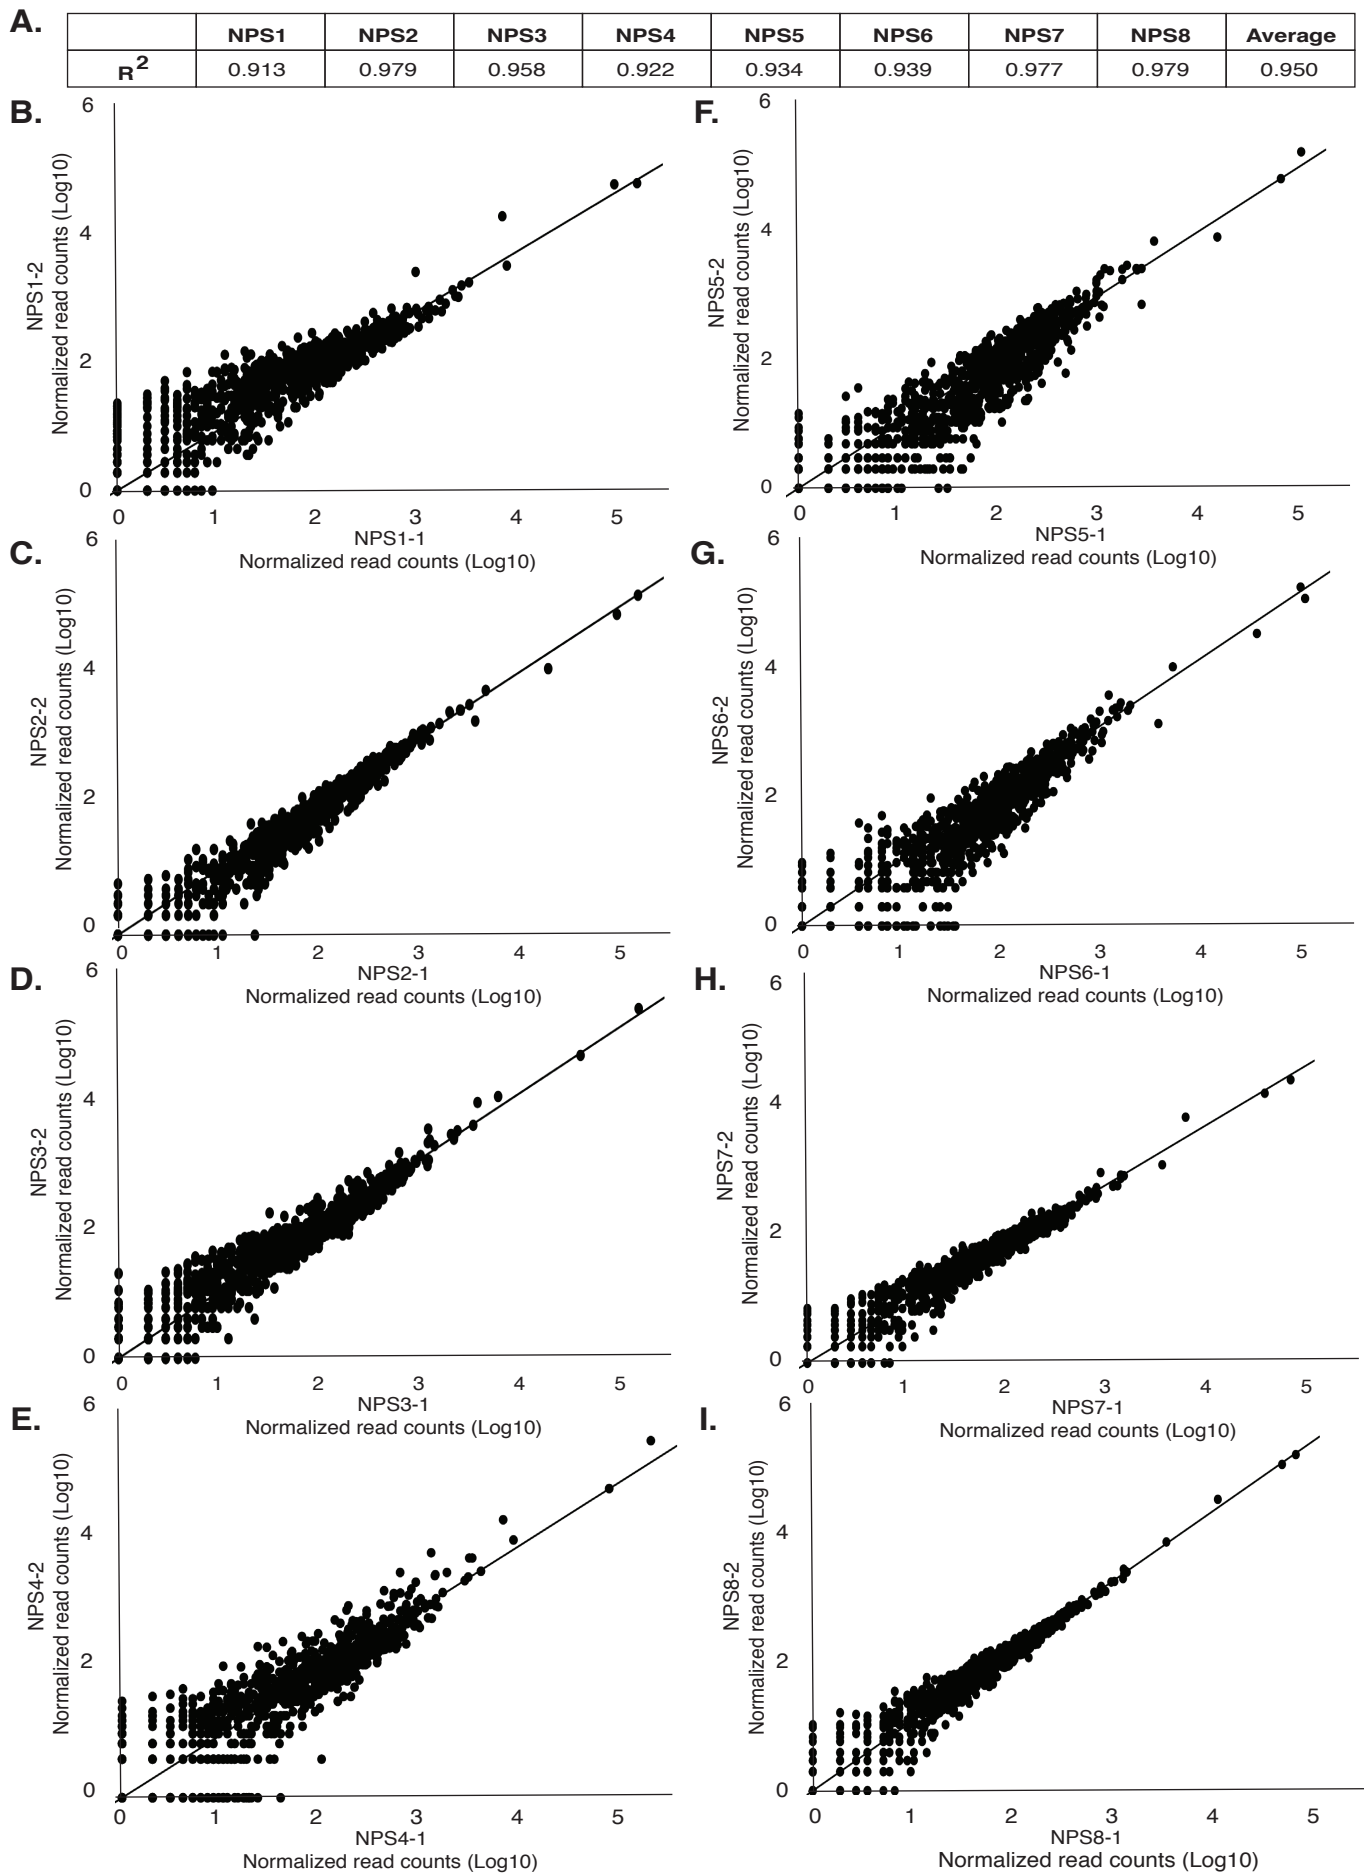 A.
NPS1 NPS2 NPS3 NPS4 NPS5 NPS6 NPS7 NPS8 Average
R2 0.913 0.979 0.958 0.922 0.934 0.939 0.977 0.979 0.950
B.
NPS1-2
Normalized read counts (Log10)
6
4
2
0
0 1 2 3 4 5
NPS1-1
Normalized read counts (Log10)
C.
NPS2-2
Normalized read counts (Log10)
6
4
2
0
0 1 2 3 4 5
NPS2-1
Normalized read counts (Log10)
D.
NPS3-2
Normalized read counts (Log10)
6
4
2
0
0 1 2 3 4 5
NPS3-1
Normalized read counts (Log10)
E.
NPS4-2
Normalized read counts (Log10)
6
4
2
0
0 1 2 3 4 5
NPS4-1
Normalized read counts (Log10)
F.
NPS5-2
Normalized read counts (Log10)
6
4
2
0
0 1 2 3 4 5
NPS5-1
Normalized read counts (Log10)
G.
NPS6-2
Normalized read counts (Log10)
6
4
2
0
0 1 2 3 4 5
NPS6-1
Normalized read counts (Log10)
H.
NPS7-2
Normalized read counts (Log10)
6
4
2
0
0 1 2 3 4 5
NPS7-1
Normalized read counts (Log10)
I.
NPS8-2
Normalized read counts (Log10)
6
4
2
0
0 1 2 3 4 5
NPS8-1
Normalized read counts (Log10)